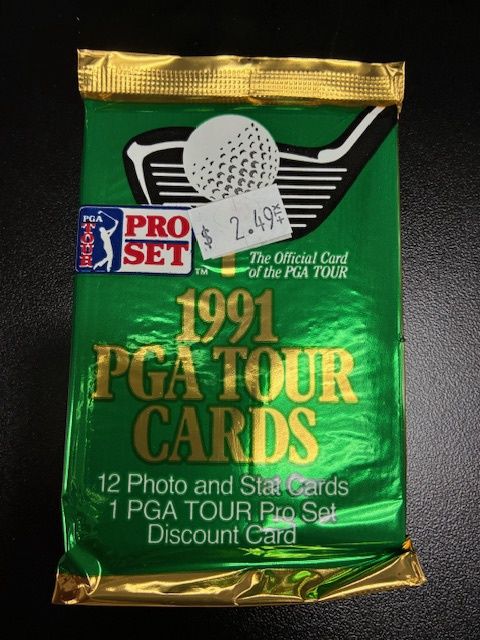 PGA
TOUR
PRO
SET
TM
$ 2.49
The Official Card
of the PGA TOUR
1991
PGA TOUR
CARDS
12 Photo and Stat Cards
1 PGA TOUR Pro Set
Discount Card